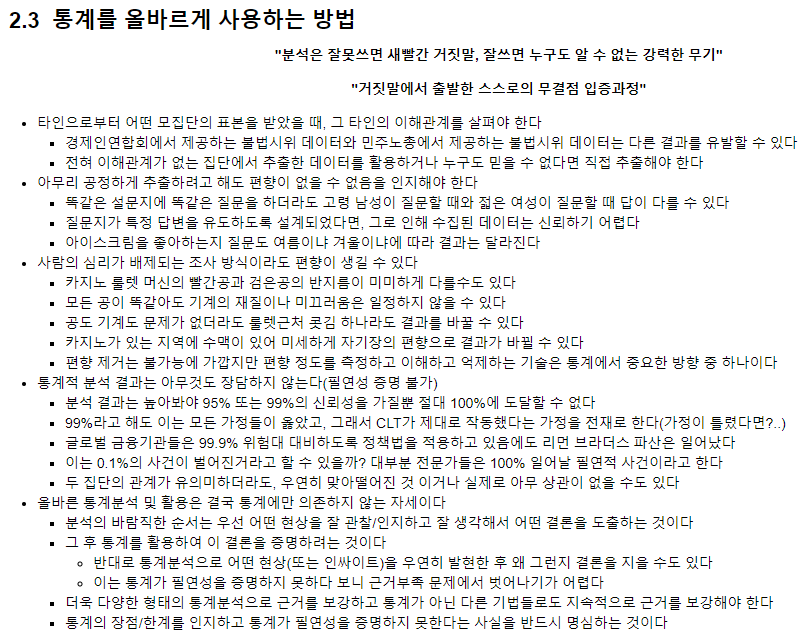 2.3 통계를 올바르게 사용하는 방법
"분석은 잘못쓰면 새빨간 거짓말, 잘쓰면 누구도 알 수 없는 강력한 무기"
"거짓말에서 출발한 스스로의 무결점 입증과정"
타인으로부터 어떤 모집단의 표본을 받았을 때, 그 타인의 이해관계를 살펴야 한다
경제인연합회에서 제공하는 불법시위 데이터와 민주노총에서 제공하는 불법시위 데이터는 다른 결과를 유발할 수 있다
전혀 이해관계가 없는 집단에서 추출한 데이터를 활용하거나 누구도 믿을 수 없다면 직접 추출해야 한다
아무리 공정하게 추출하려고 해도 편향이 없을 수 없음을 인지해야 한다
똑같은 설문지에 똑같은 질문을 하더라도 고령 남성이 질문할 때와 젊은 여성이 질문할 때 답이 다를 수 있다
질문지가 특정 답변을 유도하도록 설계되었다면, 그로 인해 수집된 데이터는 신뢰하기 어렵다
아이스크림을 좋아하는지 질문도 여름이냐 겨울이냐에 따라 결과는 달라진다
사람의 심리가 배제되는 조사 방식이라도 편향이 생길 수 있다
카지노 룰렛 머신의 빨간공과 검은공의 반지름이 미미하게 다를수도 있다
모든 공이 똑같아도 기계의 재질이나 미끄러움은 일정하지 않을 수 있다
공도 기계도 문제가 없더라도 룰렛근처 콧김 하나라도 결과를 바꿀 수 있다
카지노가 있는 지역에 수맥이 있어 미세하게 자기장의 편향으로 결과가 바뀔 수 있다
편향 제거는 불가능에 가깝지만 편향 정도를 측정하고 이해하고 억제하는 기술은 통계에서 중요한 방향 중 하나이다
통계적 분석 결과는 아무것도 장담하지 않는다(필연성 증명 불가)
분석 결과는 높아봐야 95% 또는 99%의 신뢰성을 가질뿐 절대 100%에 도달할 수 없다
99%라고 해도 이는 모든 가정들이 옳았고, 그래서 CLT가 제대로 작동했다는 가정을 전재로 한다(가정이 틀렸다면?..)
글로벌 금융기관들은 99.9% 위험대 대비하도록 정책법을 적용하고 있음에도 리먼 브라더스 파산은 일어났다
이는 0.1%의 사건이 벌어진거라고 할 수 있을까? 대부분 전문가들은 100% 일어날 필연적 사건이라고 한다
두 집단의 관계가 유의미하더라도, 우연히 맞아떨어진 것 이거나 실제로 아무 상관이 없을 수도 있다
올바른 통계분석 및 활용은 결국 통계에만 의존하지 않는 자세이다
분석의 바람직한 순서는 우선 어떤 현상을 잘 관찰/인지하고 잘 생각해서 어떤 결론을 도출하는 것이다
그 후 통계를 활용하여 이 결론을 증명하려는 것이다
반대로 통계분석으로 어떤 현상(또는 인싸이트)을 우연히 발현한 후 왜 그런지 결론을 지을 수도 있다
이는 통계가 필연성을 증명하지 못하다 보니 근거부족 문제에서 벗어나기가 어렵다
더욱 다양한 형태의 통계분석으로 근거를 보강하고 통계가 아닌 다른 기법들로도 지속적으로 근거를 보강해야 한다
통계의 장점/한계를 인지하고 통계가 필연성을 증명하지 못한다는 사실을 반드시 명심하는 것이다